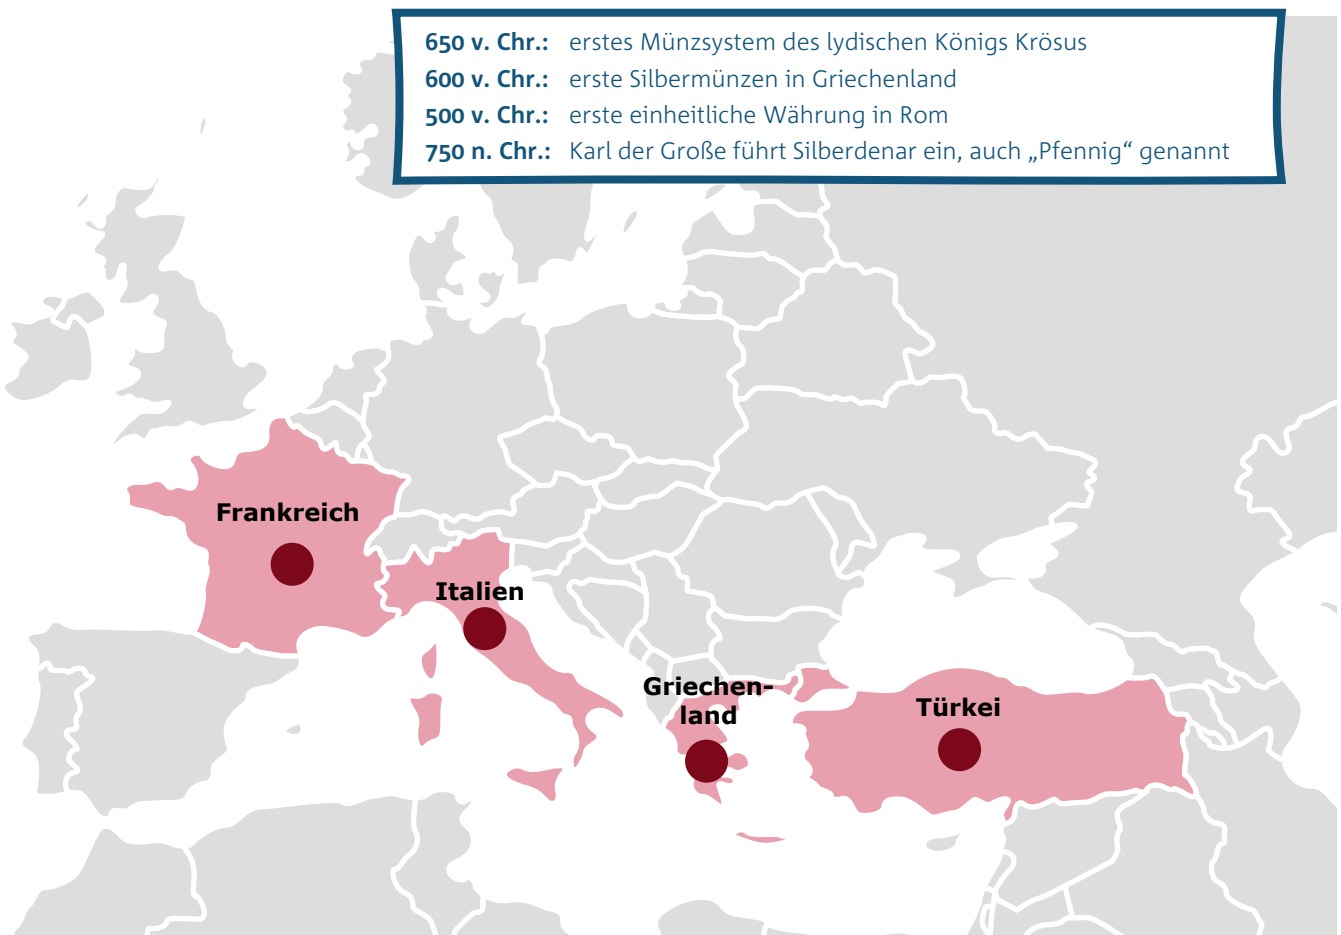 650 v. Chr.: erstes Münzsystem des lydischen Königs Krösus
600 v. Chr.: erste Silbermünzen in Griechenland
500 v. Chr.: erste einheitliche Währung in Rom
750 n. Chr.: Karl der Große führt Silberdenar ein, auch „Pfennig“ genannt
Frankreich
Italien
Griechen-
land
Türkei